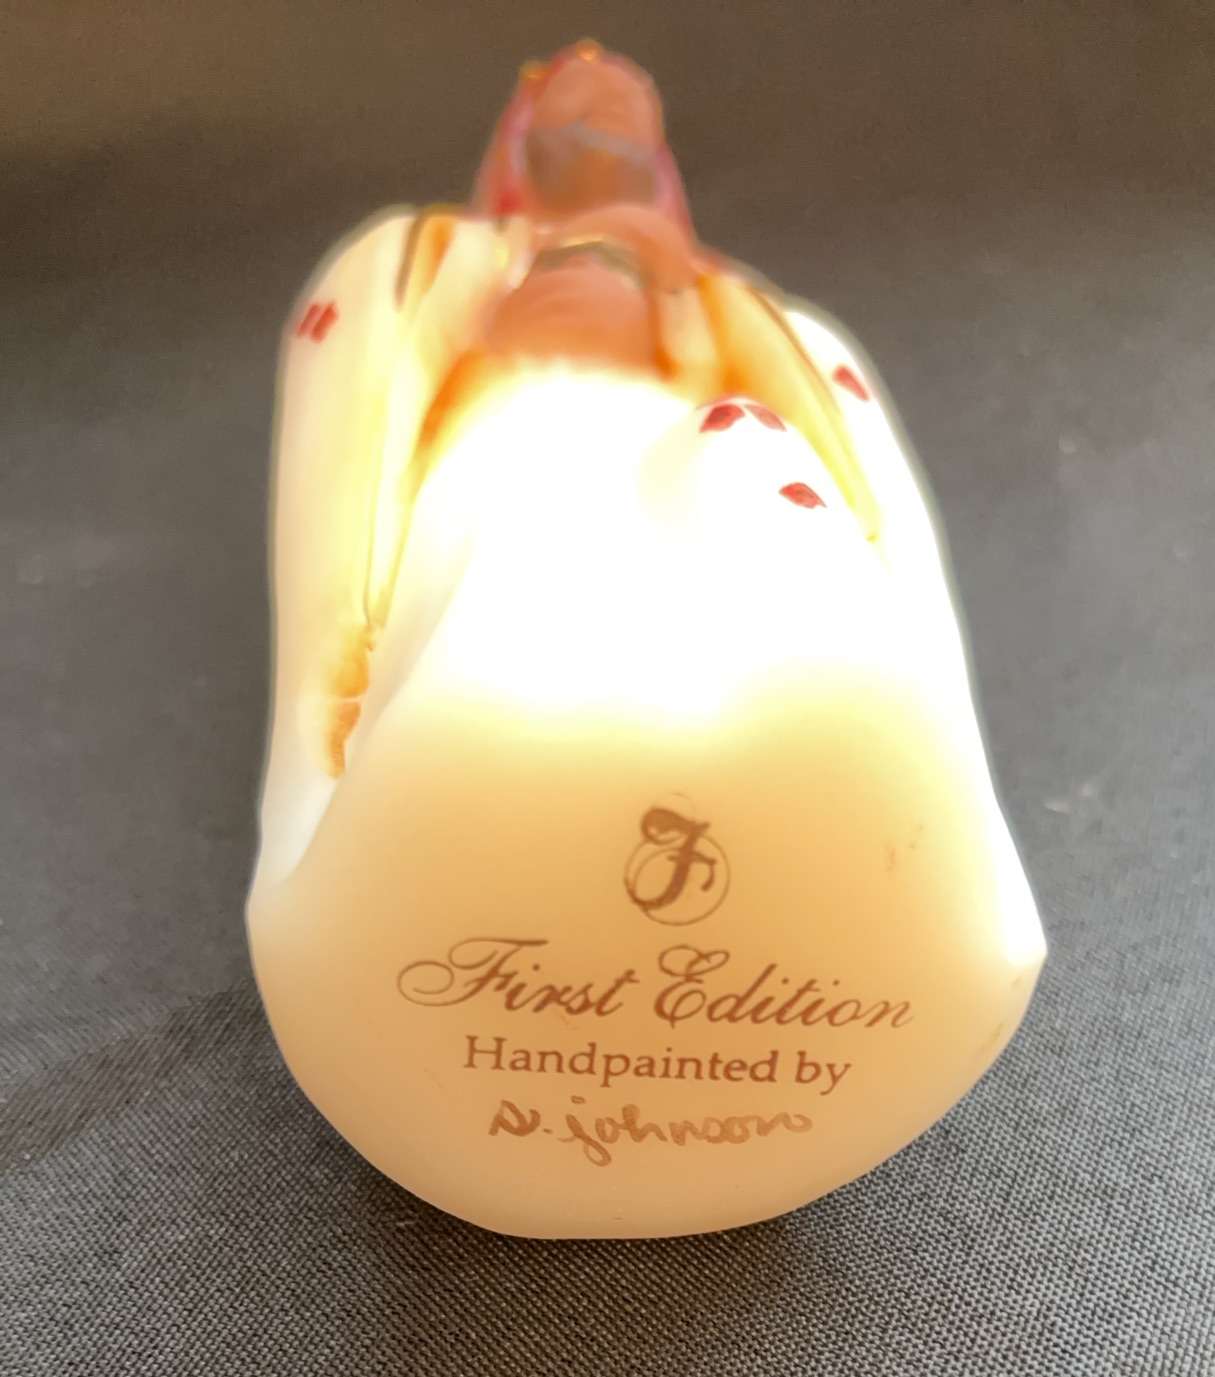 F
First Edition
Handpainted by
S. Johnson